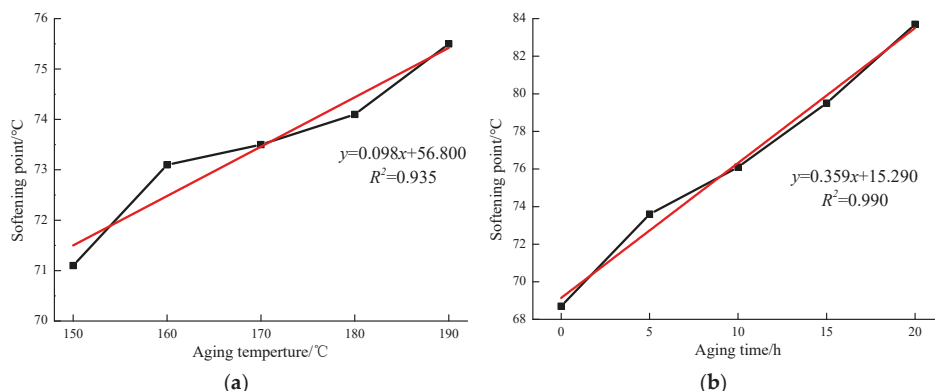 76
75
74
73
72
71
70
Softening point/°C
y=0.098x+56.800
R²=0.935
150 160 170 180 190
Aging temperture/℃
(a)
84
82
80
78
76
74
72
70
68
Softening point/°C
y=0.359x+15.290
R²=0.990
0 5 10 15 20
Aging time/h
(b)